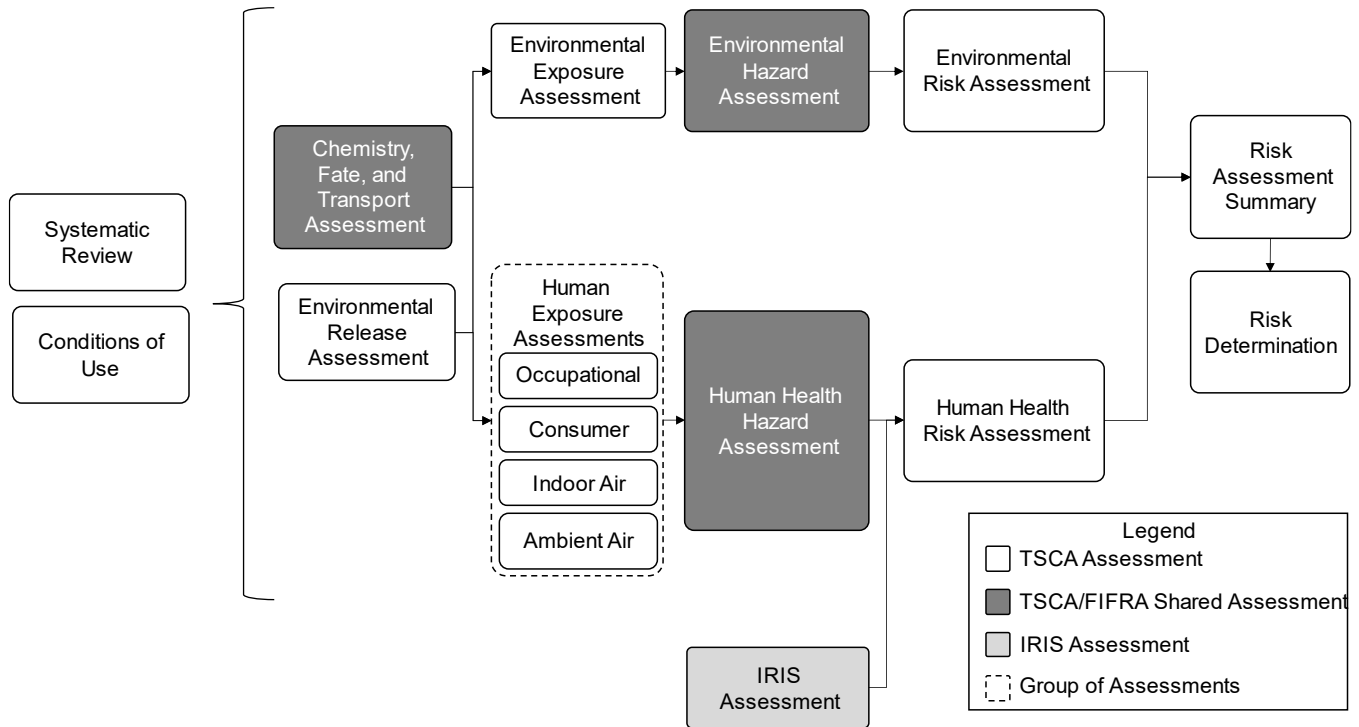 Systematic
Review
Conditions of
Use
Chemistry,
Fate, and
Transport
Assessment
Environmental
Release
Assessment
Environmental
Exposure
Assessment
Human
Exposure
Assessments
Occupational
Consumer
Indoor Air
Ambient Air
Environmental
Hazard
Assessment
Human Health
Hazard
Assessment
IRIS
Assessment
Environmental
Risk Assessment
Human Health
Risk Assessment
Risk
Assessment
Summary
Risk
Determination
Legend
TSCA Assessment
TSCA/FIFRA Shared Assessment
IRIS Assessment
Group of Assessments